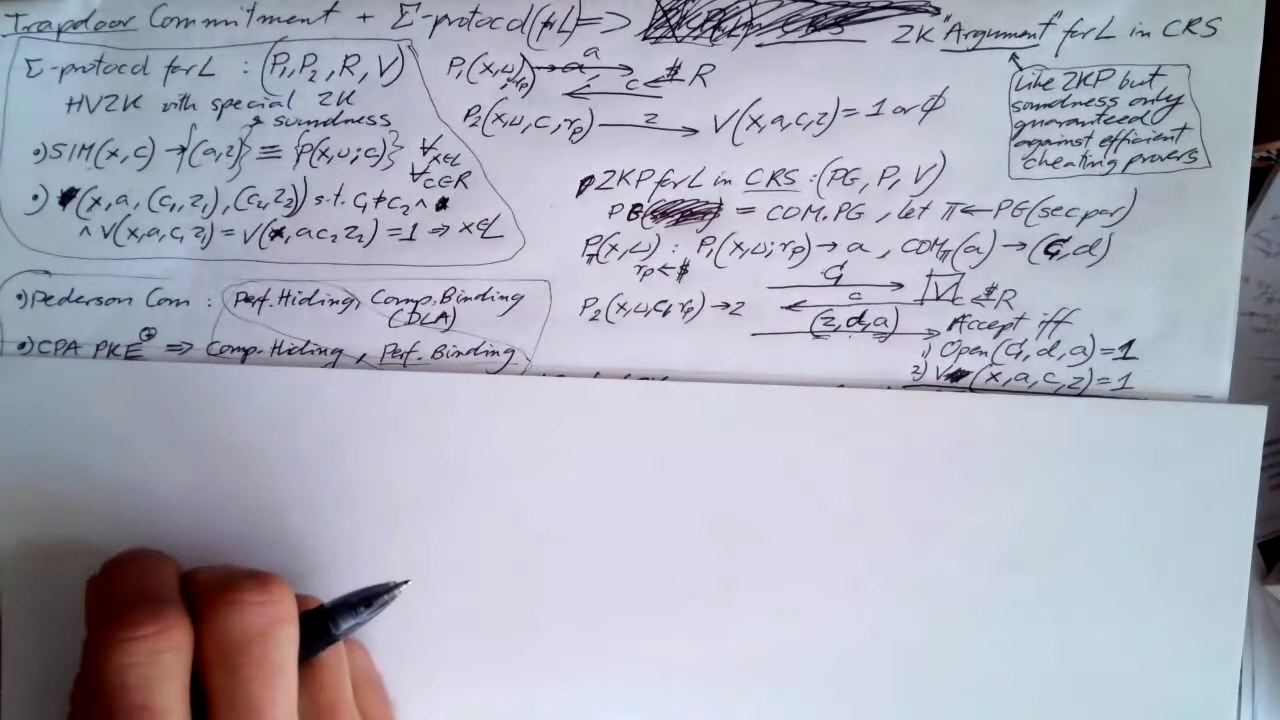 Trapdoor Commitment + Σ-protocol (for L) => ZK "Argument" for L in CRS
Like ZKP but
soundness only
guaranteed
against efficient
cheating provers
Σ-protocol for L : (P₁, P₂, R, V)
HVZK with special ZK
& soundness
•) SIM(x,c) → {(a,z)} ≡ {P(x,ω;c)} ∀x∈L
∀c∈R
•) (x,a,(c₁,z₁),(c₂,z₂)) s.t. c₁≠c₂ ∧
∧ V(x,a,c₁z₁) = V(x,a c₂ z₂) = 1 ⇒ x∈L
P₁(x,ω;rp) → a c ← $ R
P₂(x,ω,c,rp) z → V(x,a,c,z) = 1 or ∅
ZKP for L in CRS : (PG, P, V)
PG = COM.PG , let π ← PG(secpar)
Pπ(x,ω) : P₁(x,ω;rp) → a , COMπ(a) → (G,d)
rp ← $
G
V c ← $ R
P₂(x,ω,c,rp) → z c
(z,d,a) Accept iff
1) Open(G,d,a) = 1
2) V(x,a,c,z) = 1
•) Pederson Com : Perf. Hiding, Comp. Binding
(DLA)
•) CPA PKE ⇒ Comp. Hiding , Perf. Binding